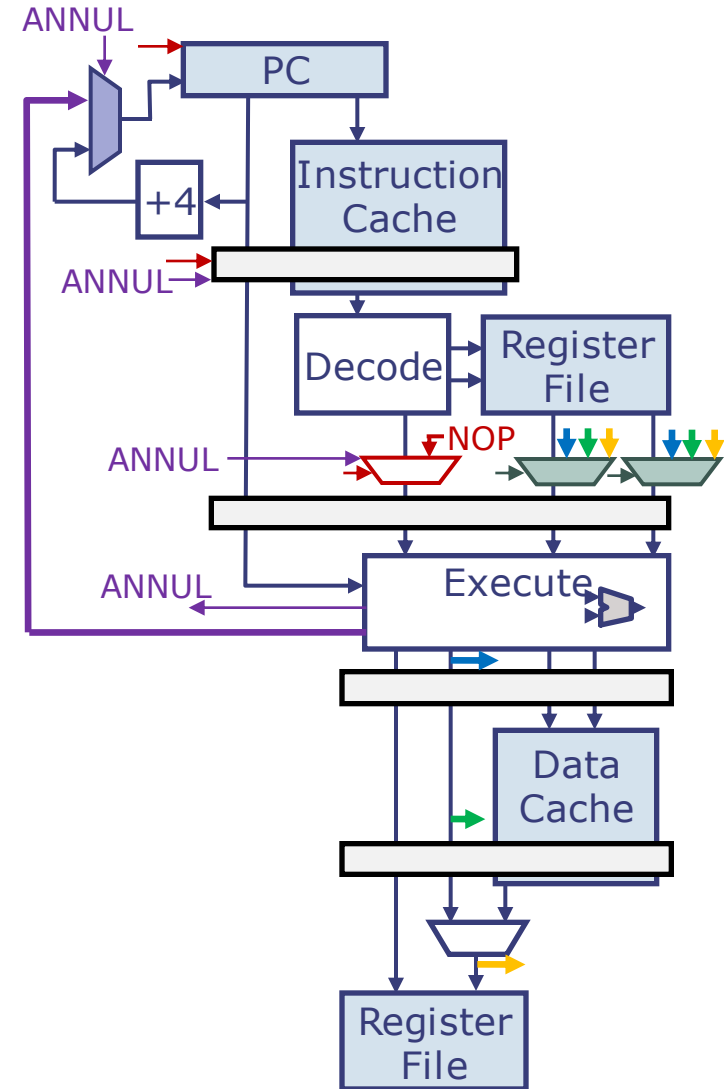 ANNUL
PC
Instruction
Cache
+4
ANNUL
Decode
Register
File
NOP
ANNUL
Execute
ANNUL
Data
Cache
Register
File